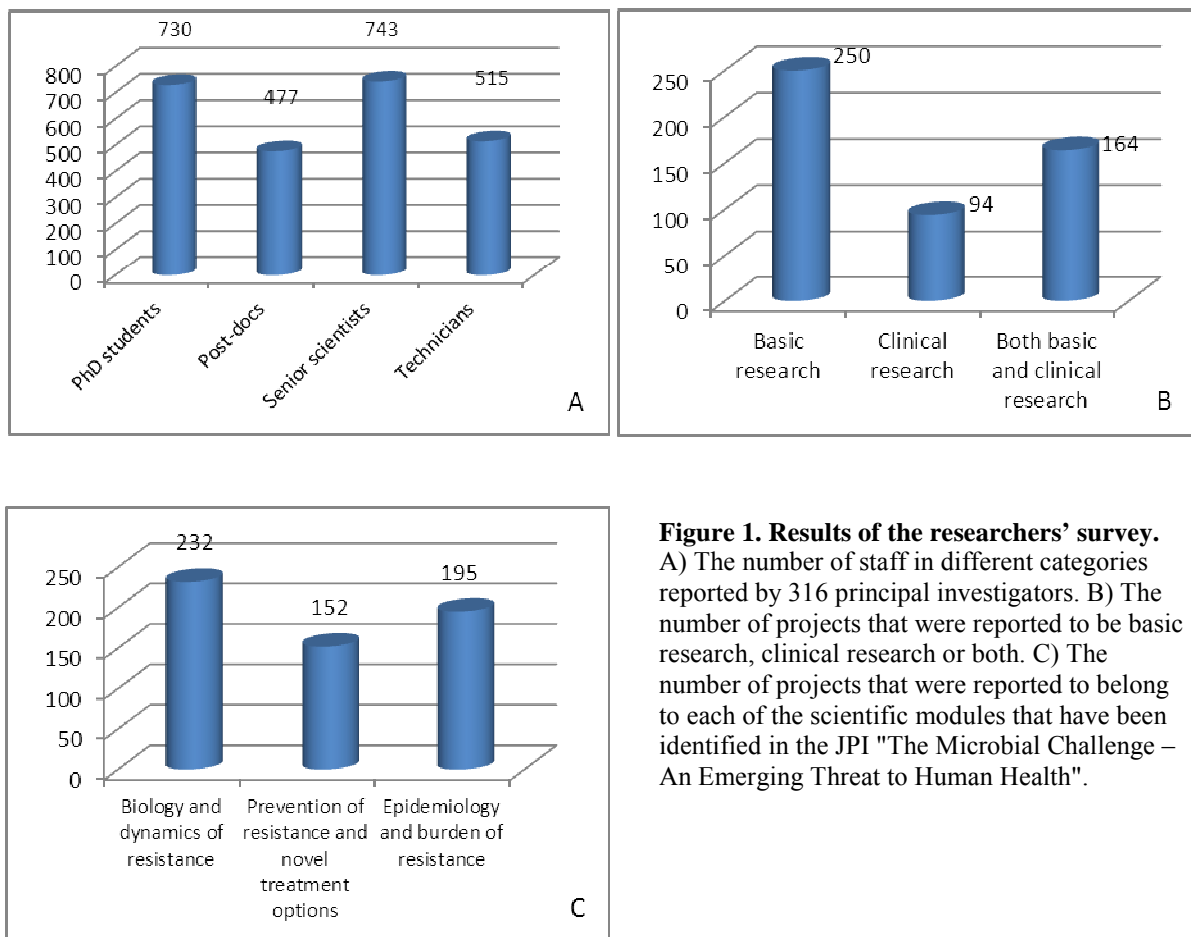 730
743
477
515
800
700
600
500
400
300
200
100
0
PhD students
Post-docs
Senior scientists
Technicians
A
250
164
94
250
200
150
100
50
0
Basic
research
Clinical
research
Both basic
and clinical
research
B
232
195
152
250
200
150
100
50
0
Biology and
dynamics of
resistance
Prevention of
resistance and
novel
treatment
options
Epidemiology
and burden of
resistance
C
Figure 1. Results of the researchers’ survey.
A) The number of staff in different categories
reported by 316 principal investigators. B) The
number of projects that were reported to be basic
research, clinical research or both. C) The
number of projects that were reported to belong
to each of the scientific modules that have been
identified in the JPI "The Microbial Challenge –
An Emerging Threat to Human Health".